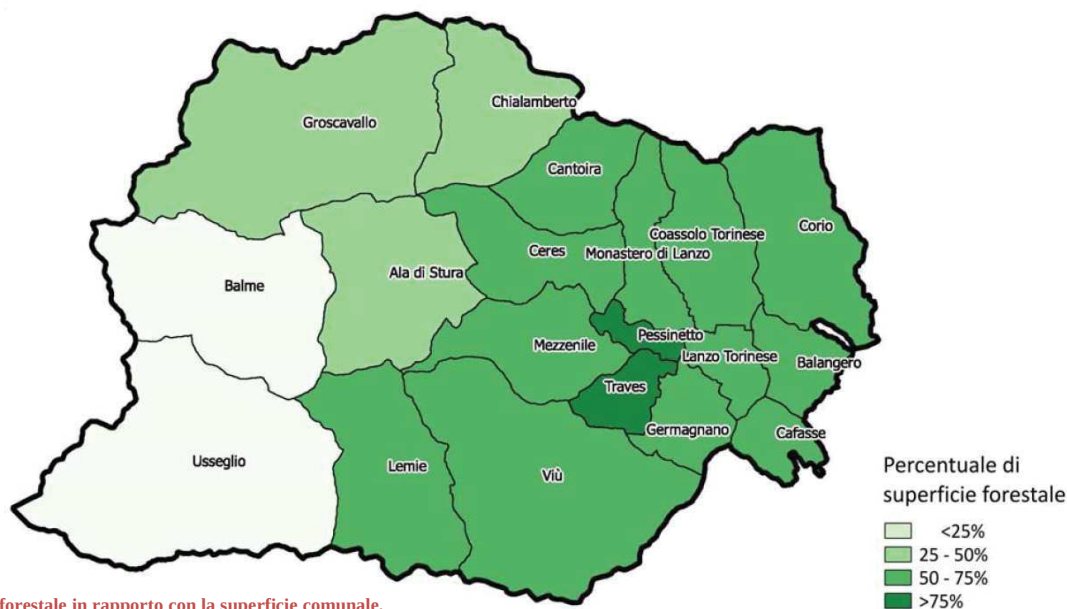 Chialamberto
Groscavallo
Cantoira
Corio
Coassolo Torinese
Ceres
Monastero di Lanzo
Ala di Stura
Balme
Pessinetto
Mezzenile
Lanzo Torinese
Balangero
Traves
Germagnano
Cafasse
Usseglio
Lemie
Viù
Percentuale di
superficie forestale
<25%
25 - 50%
50 - 75%
>75%
forestale in rapporto con la superficie comunale.